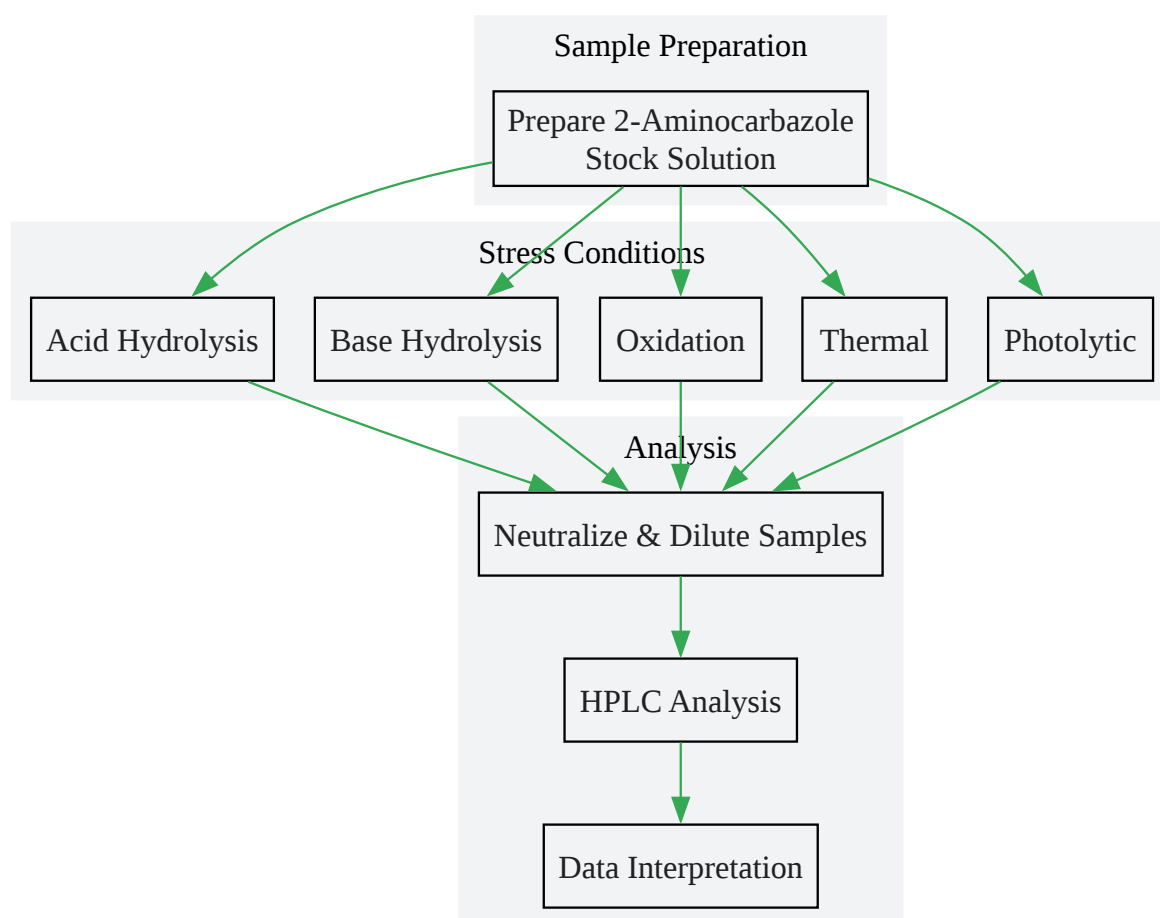 Sample Preparation
Prepare 2-Aminocarbazole
Stock Solution
Stress Conditions
Acid Hydrolysis
Base Hydrolysis
Oxidation
Thermal
Photolytic
Analysis
Neutralize & Dilute Samples
HPLC Analysis
Data Interpretation